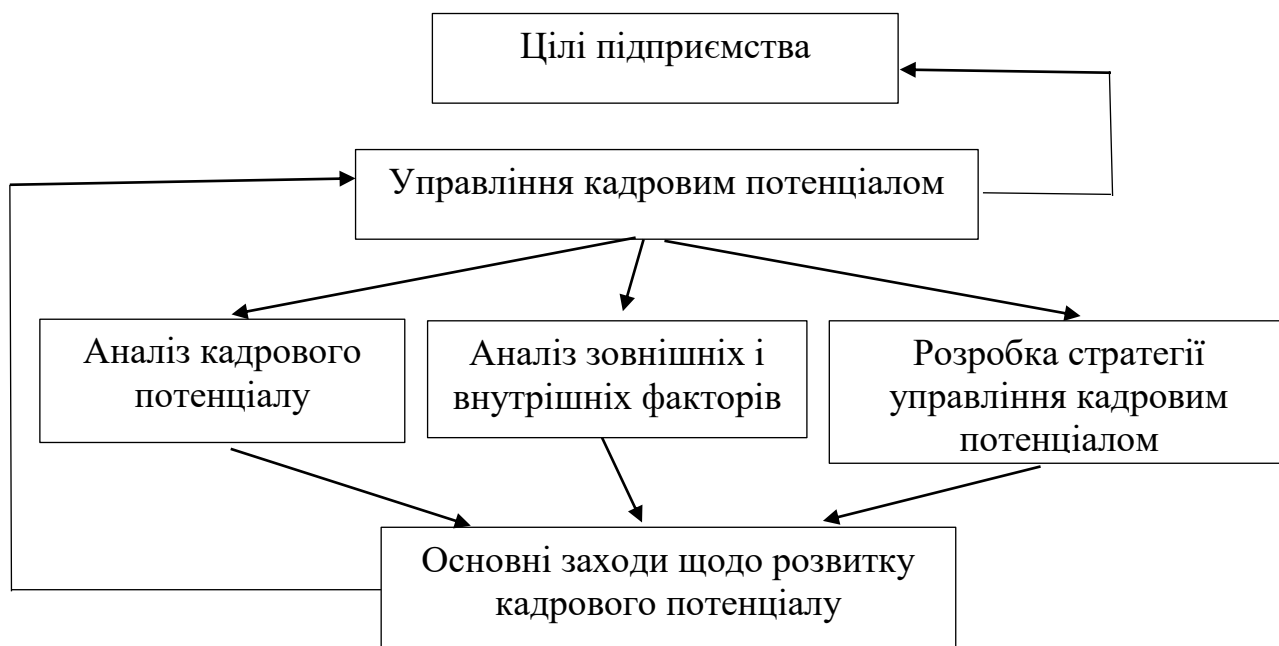 Цілі підприємства
Управління кадровим потенціалом
Аналіз кадрового
потенціалу
Аналіз зовнішніх і
внутрішніх факторів
Розробка стратегії
управління кадровим
потенціалом
Основні заходи щодо розвитку
кадрового потенціалу